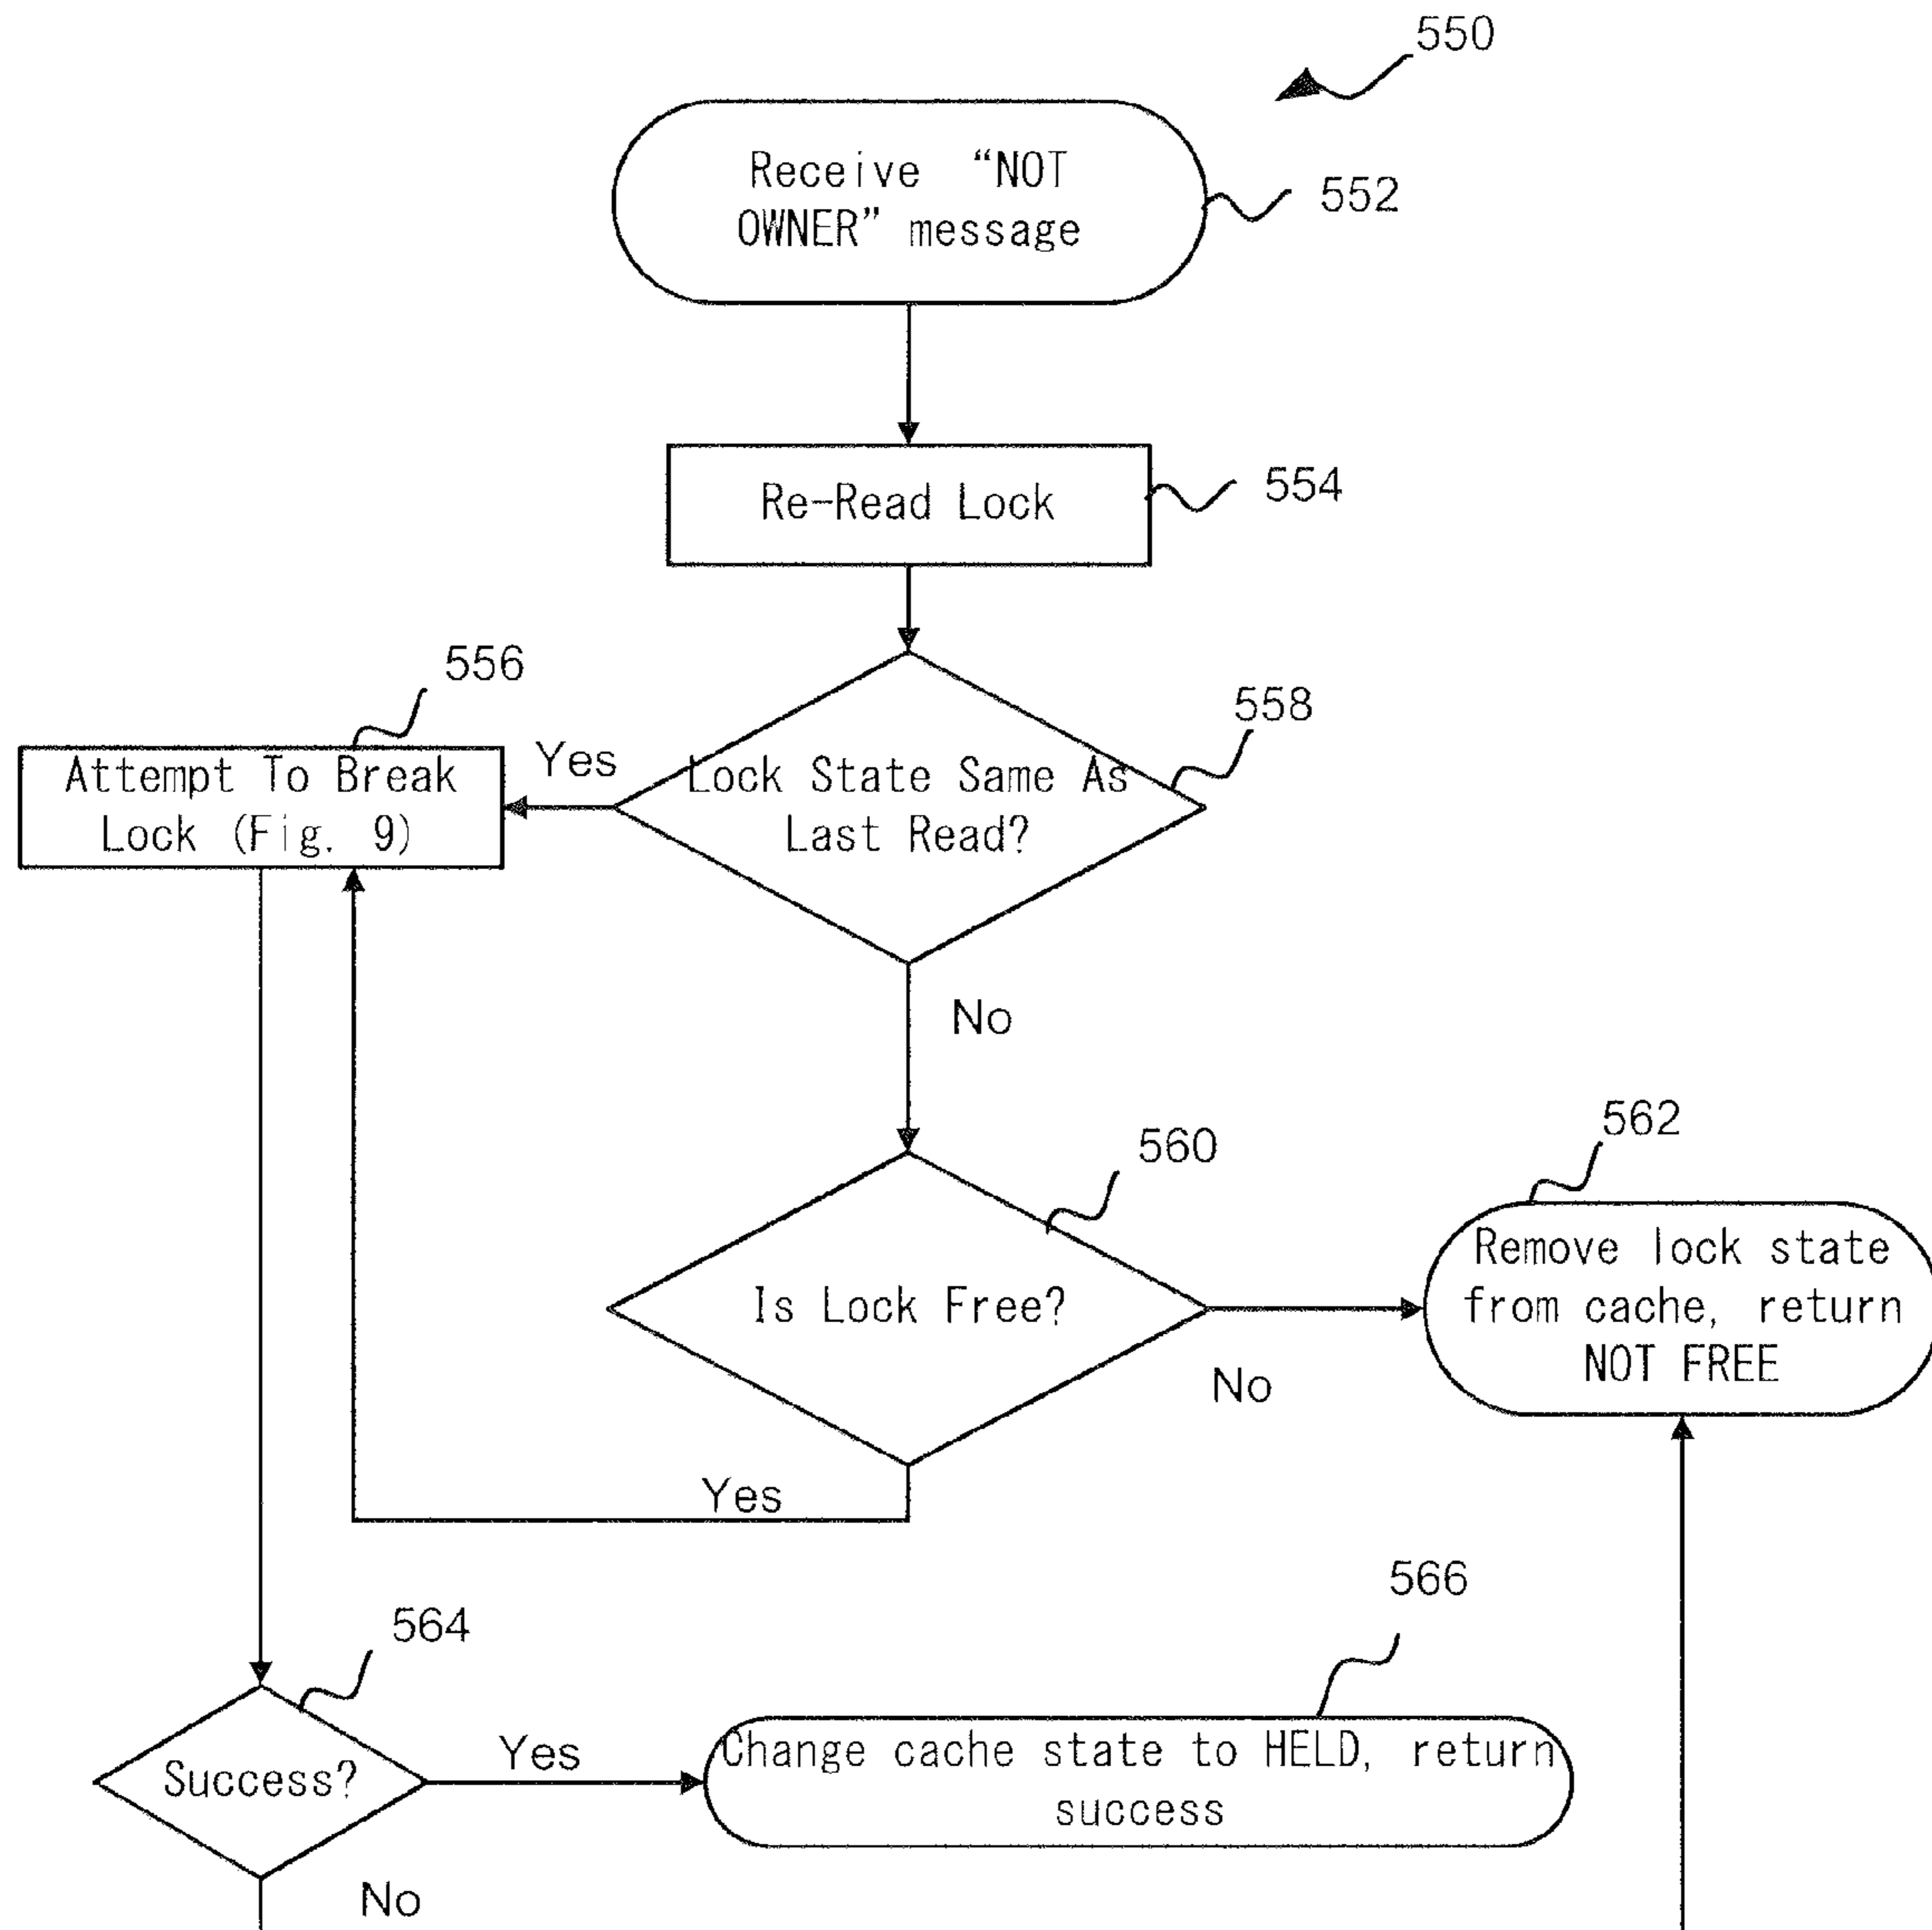 550
Receive “NOT
OWNER” message
552
Re-Read Lock
554
556
558
Attempt To Break
Lock (Fig. 9)
Yes
Lock State Same As
Last Read?
No
560
562
Is Lock Free?
Remove lock state
from cache, return
NOT FREE
No
Yes
566
564
Success?
Yes
Change cache state to HELD, return
success
No